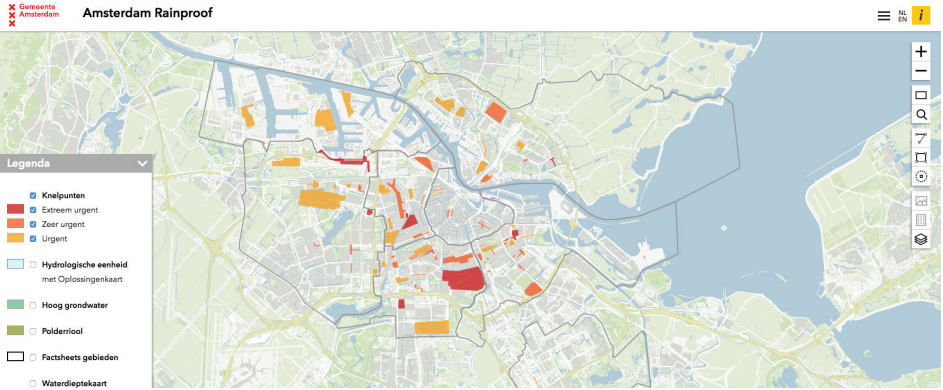 Gemeente
Amsterdam
Amsterdam Rainproof
NL
EN
i
Legenda
Knelpunten
Extreem urgent
Zeer urgent
Urgent
Hydrologische eenheid
met Oplossingenkaart
Hoog grondwater
Polderriool
Factsheets gebieden
Waterdieptekaart